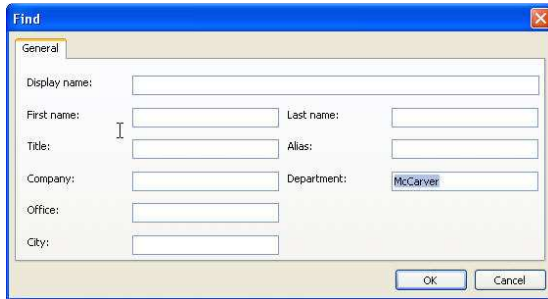 Find
General
Display name:
First name: Last name:
Title: Alias:
Company: Department: McCarver
Office:
City:
OK Cancel